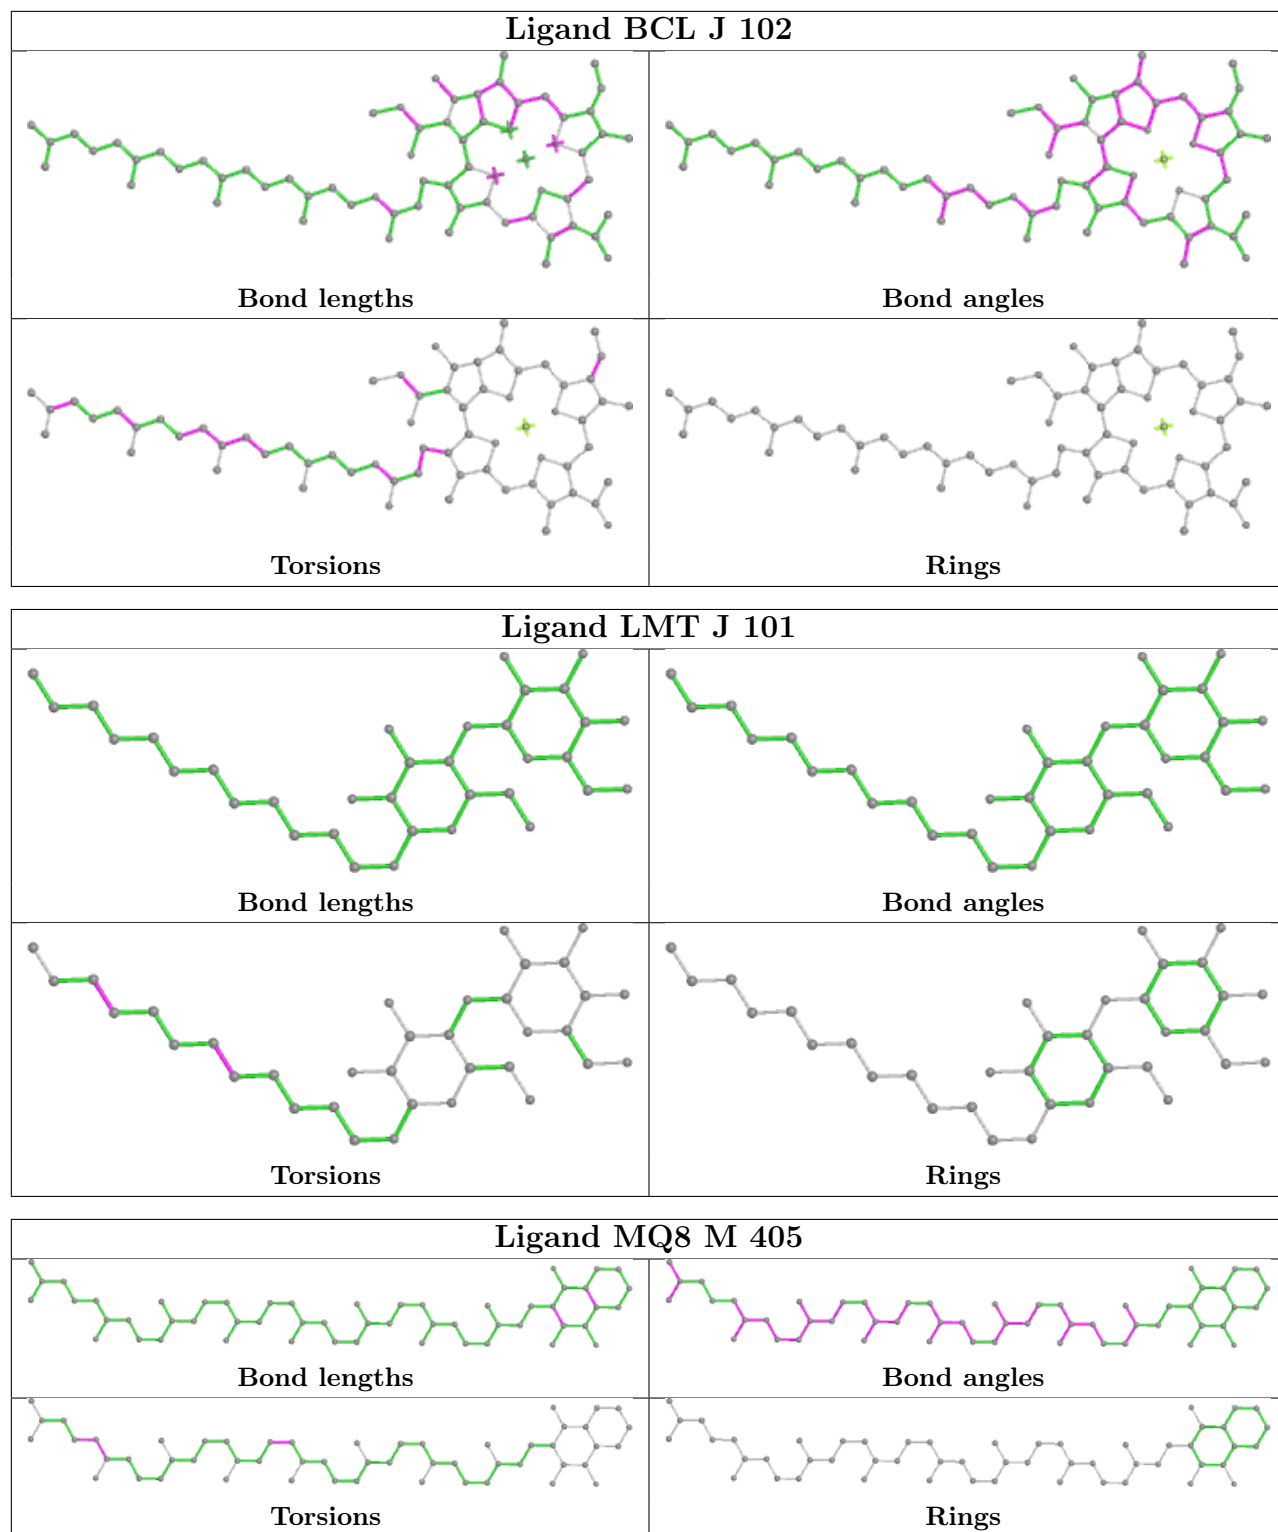 Ligand BCL J 102
Bond lengths
Bond angles
Torsions
Rings
Ligand LMT J 101
Bond lengths
Bond angles
Torsions
Rings
Ligand MQ8 M 405
Bond lengths
Bond angles
Torsions
Rings